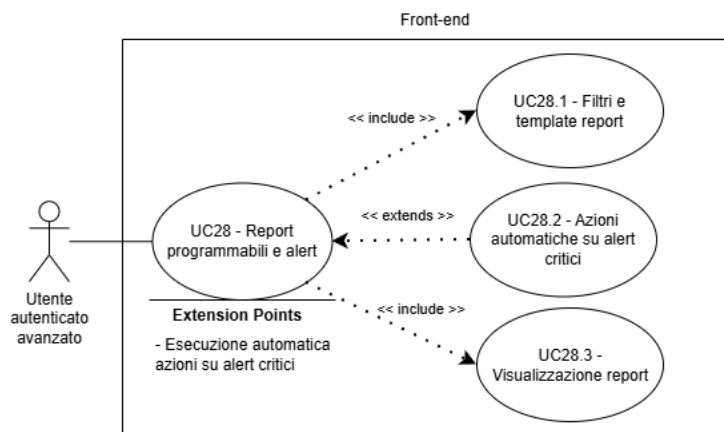 Front-end
UC28.1 - Filtri e
template report
<< include >>
UC28 - Report
programmabili e alert
<< extends >>
UC28.2 - Azioni
automatiche su alert
critici
Utente
autenticato
avanzato
Extension Points
- Esecuzione automatica
azioni su alert critici
<< include >>
UC28.3 -
Visualizzazione report